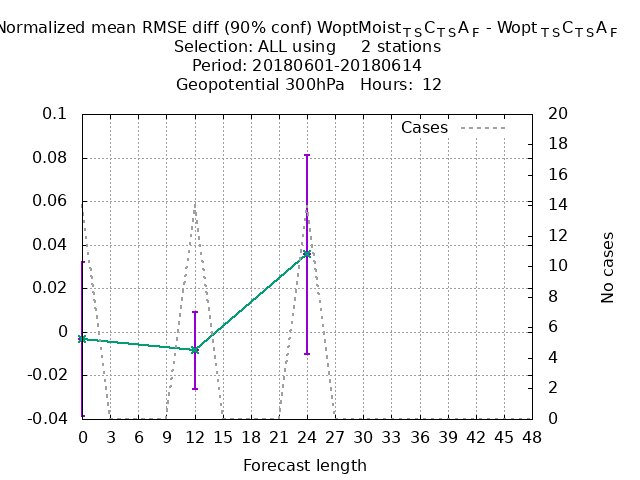 Normalized mean RMSE diff (90% conf) WoptMoist_TSC_TSA_F - Wopt_TSC_TSA_F
Selection: ALL using 2 stations
Period: 20180601-20180614
Geopotential 300hPa Hours: 12
Cases
0.1
0.08
0.06
0.04
0.02
0
-0.02
-0.04
20
18
16
14
12
10
8
6
4
2
0
No cases
0 3 6 9 12 15 18 21 24 27 30 33 36 39 42 45 48
Forecast length